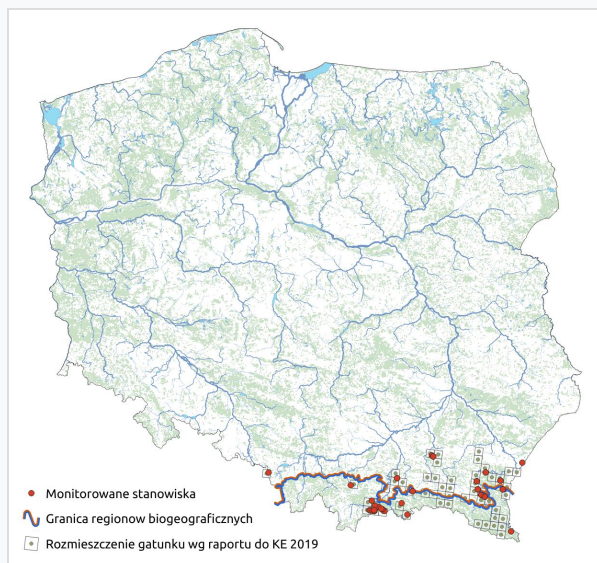 Monitorowane stanowiska
Granica regionow biogeograficznych
Rozmieszczenie gatunku wg raportu do KE 2019